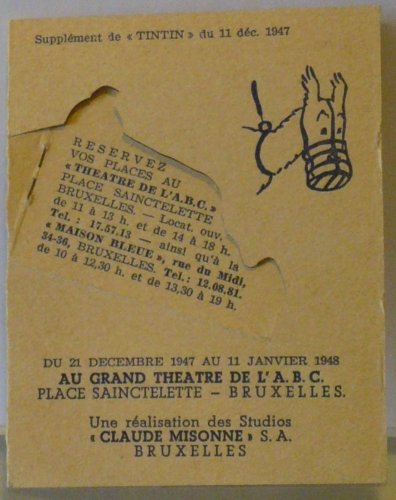 Supplément de « TINTIN » du 11 déc. 1947
RESERVEZ
VOS PLACES AU
« THEATRE DE L'A.B.C. »
PLACE SAINCTELETTE
BRUXELLES. — Locat. ouv.
de 11 à 13 h. et de 14 à 18 h.
Tel. : 17.57.13 — ainsi qu'à la
« MAISON BLEUE », rue du Midi,
34-36, BRUXELLES. Tel.: 12.08.81.
de 10 à 12,30 h. et de 13,30 à 19 h.
DU 21 DECEMBRE 1947 AU 11 JANVIER 1948
AU GRAND THEATRE DE L'A.B.C.
PLACE SAINCTELETTE — BRUXELLES.
Une réalisation des Studios
« CLAUDE MISONNE » S.A.
BRUXELLES